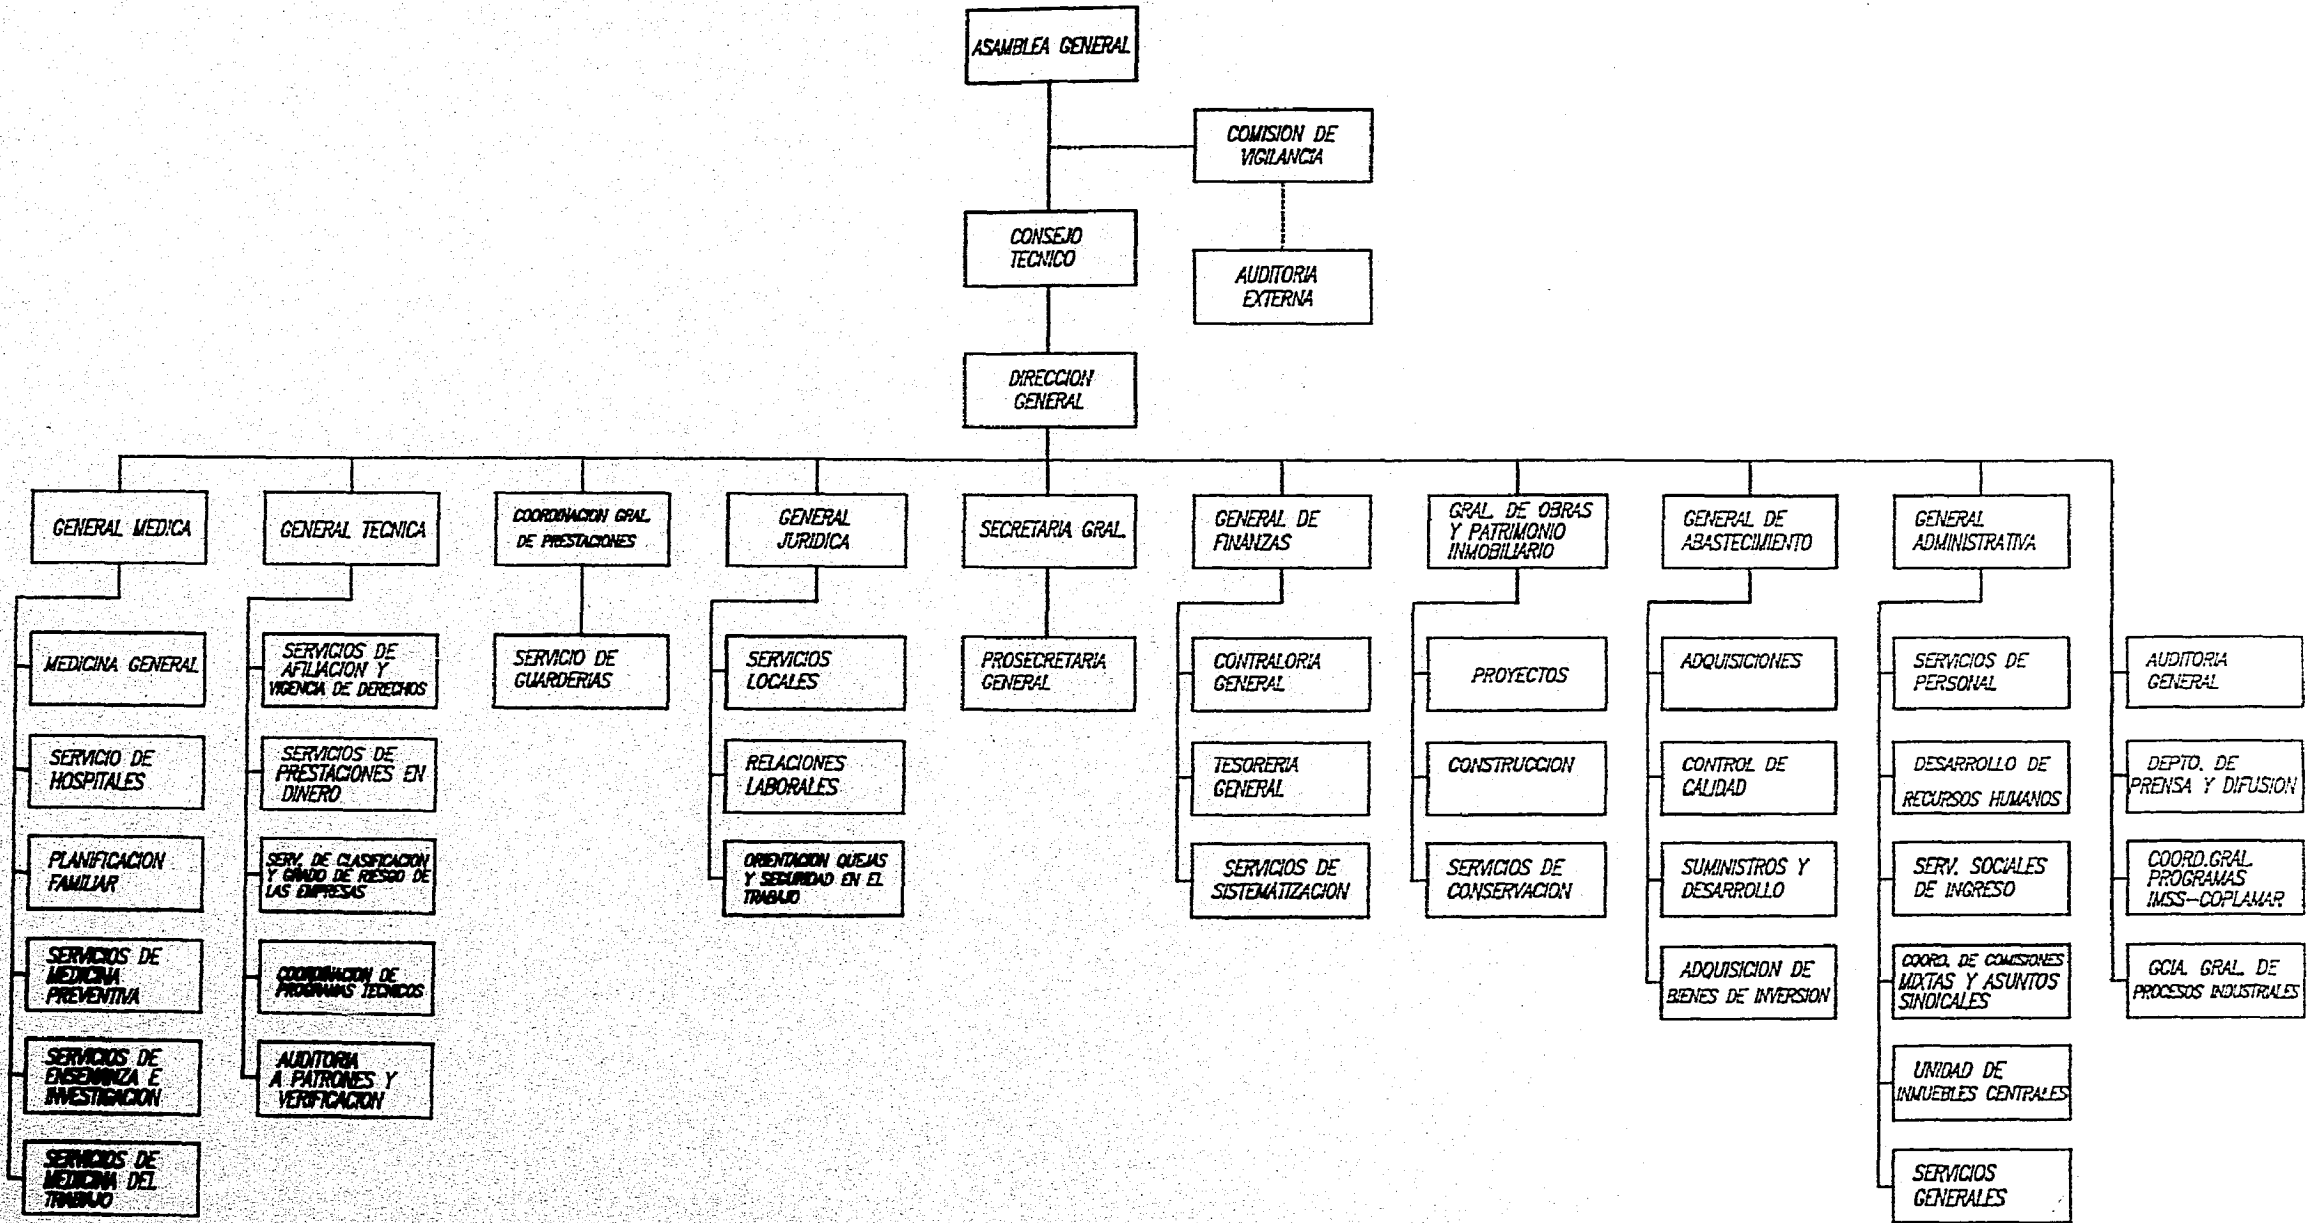 ASAMBLEA GENERAL
COMISION DE
VIGILANCIA
CONSEJO
TECNICO
AUDITORIA
EXTERNA
DIRECCION
GENERAL
GENERAL MEDICA
GENERAL TECNICA
COORDINACION GRAL.
DE PRESTACIONES
GENERAL
JURIDICA
SECRETARIA GRAL.
GENERAL DE
FINANZAS
GRAL. DE OBRAS
Y PATRIMONIO
INMOBILIARIO
GENERAL DE
ABASTECIMIENTO
GENERAL
ADMINISTRATIVA
MEDICINA GENERAL
SERVICIO DE
HOSPITALES
PLANIFICACION
FAMILIAR
SERVICIOS DE
MEDICINA
PREVENTIVA
SERVICIOS DE
ENSENANZA E
INVESTIGACION
SERVICIOS DE
MEDICINA DEL
TRABAJO
SERVICIOS DE
AFILIACION Y
VIGENCIA DE DERECHOS
SERVICIOS DE
PRESTACIONES EN
DINERO
SERV. DE CLASIFICACION
Y GRADO DE RIESGO DE
LAS EMPRESAS
COORDINACION DE
PROGRAMAS TECNICOS
AUDITORIA
A PATRONES Y
VERIFICACION
SERVICIO DE
GUARDERIAS
SERVICIOS
LOCALES
RELACIONES
LABORALES
ORIENTACION QUEJAS
Y SEGURIDAD EN EL
TRABAJO
PROSECRETARIA
GENERAL
CONTRALORIA
GENERAL
TESORERIA
GENERAL
SERVICIOS DE
SISTEMATIZACION
PROYECTOS
CONSTRUCCION
SERVICIOS DE
CONSERVACION
ADQUISICIONES
CONTROL DE
CALIDAD
SUMINISTROS Y
DESARROLLO
ADQUISICION DE
BIENES DE INVERSION
SERVICIOS DE
PERSONAL
DESARROLLO DE
RECURSOS HUMANOS
SERV. SOCIALES
DE INGRESO
COORD. DE COMISIONES
MIXTAS Y ASUNTOS
SINDICALES
UNIDAD DE
INMUEBLES CENTRALES
SERVICIOS
GENERALES
AUDITORIA
GENERAL
DEPTO. DE
PRENSA Y DIFUSION
COORD.GRAL.
PROGRAMAS
IMSS-COPLAMAR
GCIA. GRAL. DE
PROCESOS INDUSTRIALES